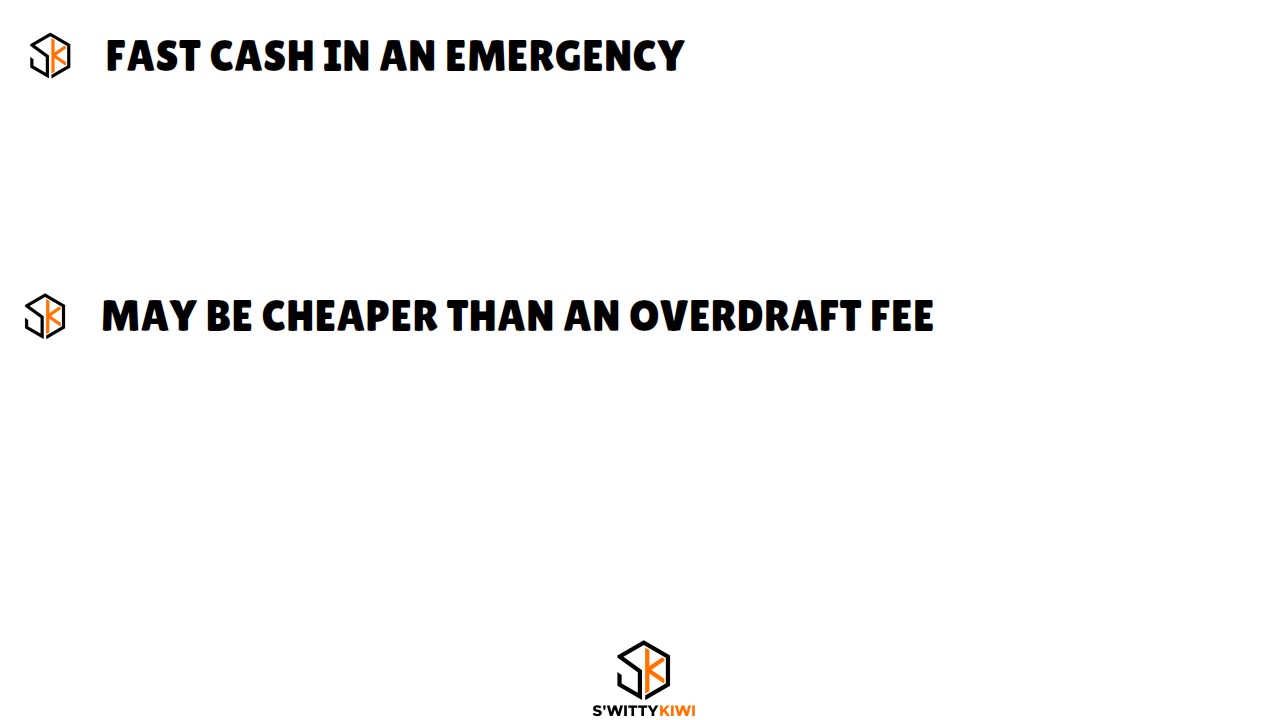 FAST CASH IN AN EMERGENCY
MAY BE CHEAPER THAN AN OVERDRAFT FEE
S'WITTYKIWI